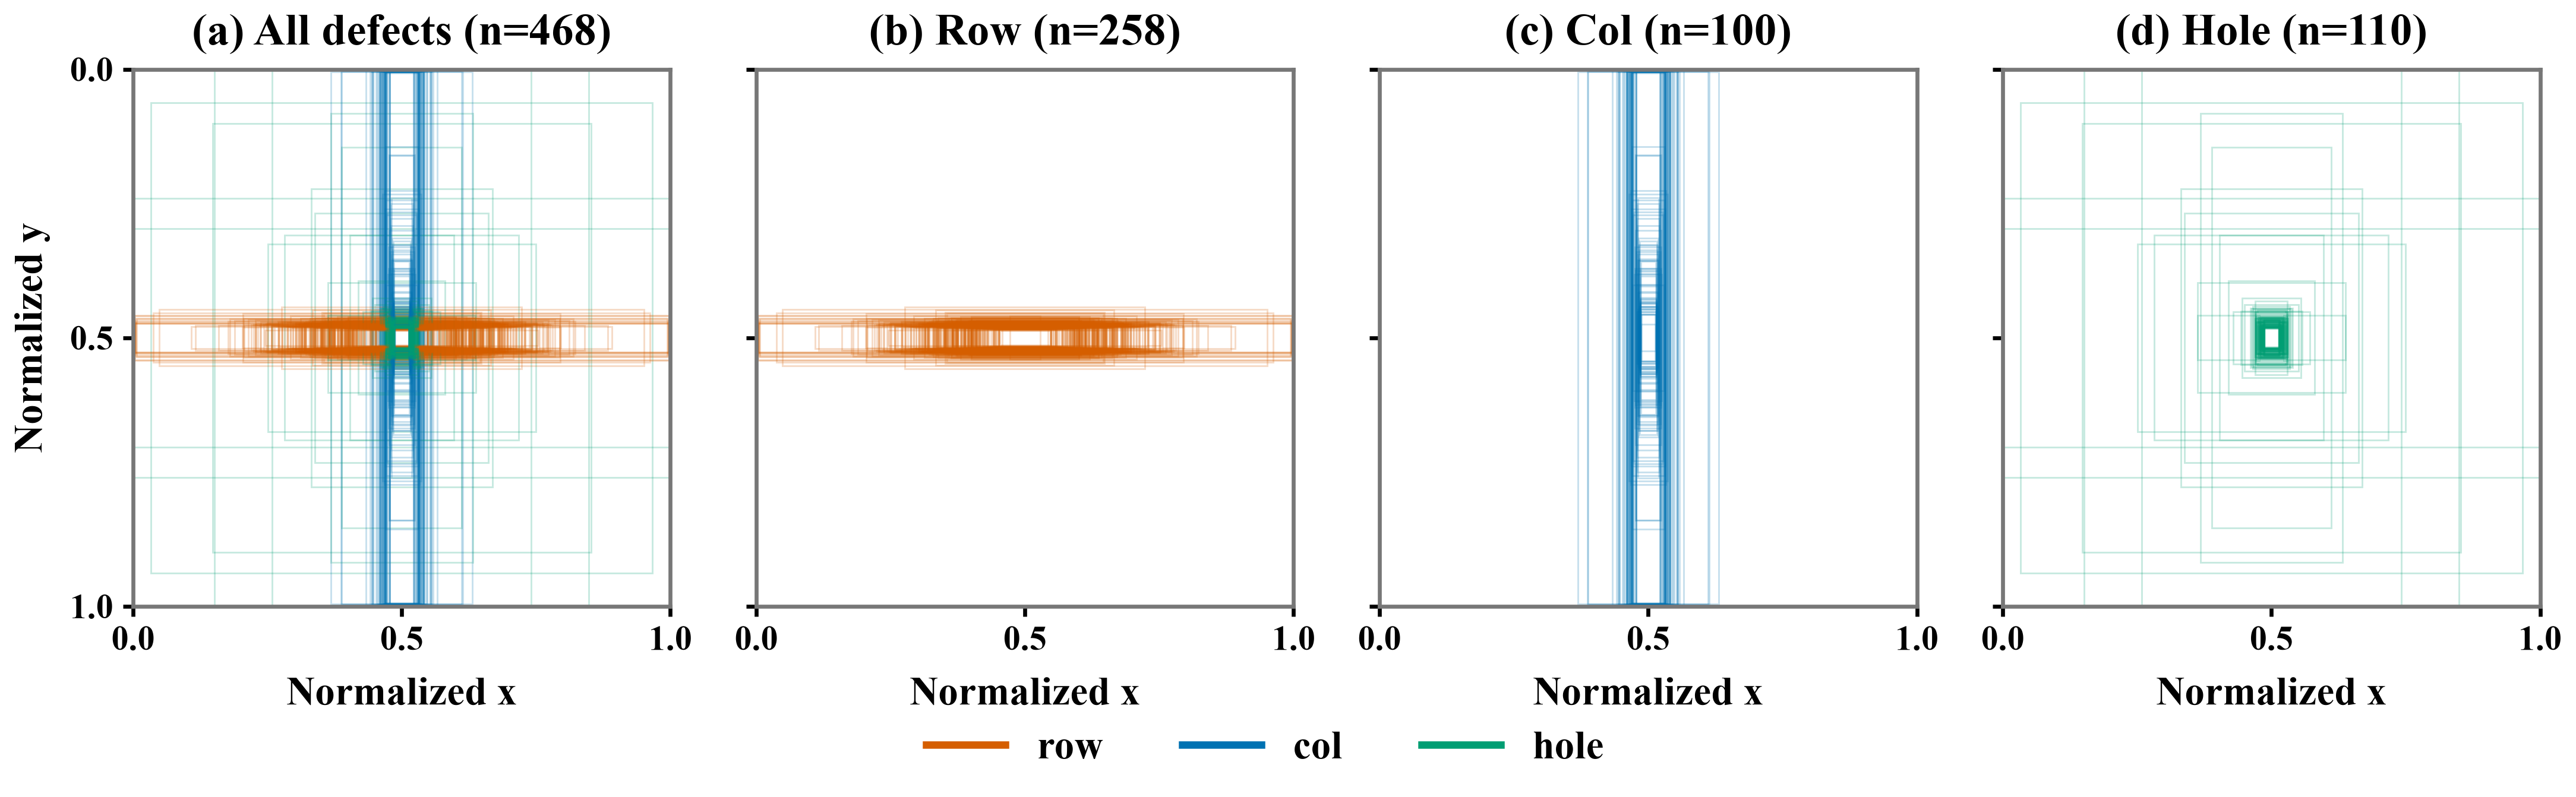 (a) All defects (n=468)
(b) Row (n=258)
(c) Col (n=100)
(d) Hole (n=110)
Normalized y
0.0
0.5
1.0
0.0 0.5 1.0
0.0 0.5 1.0
0.0 0.5 1.0
0.0 0.5 1.0
Normalized x
Normalized x
Normalized x
Normalized x
row col hole